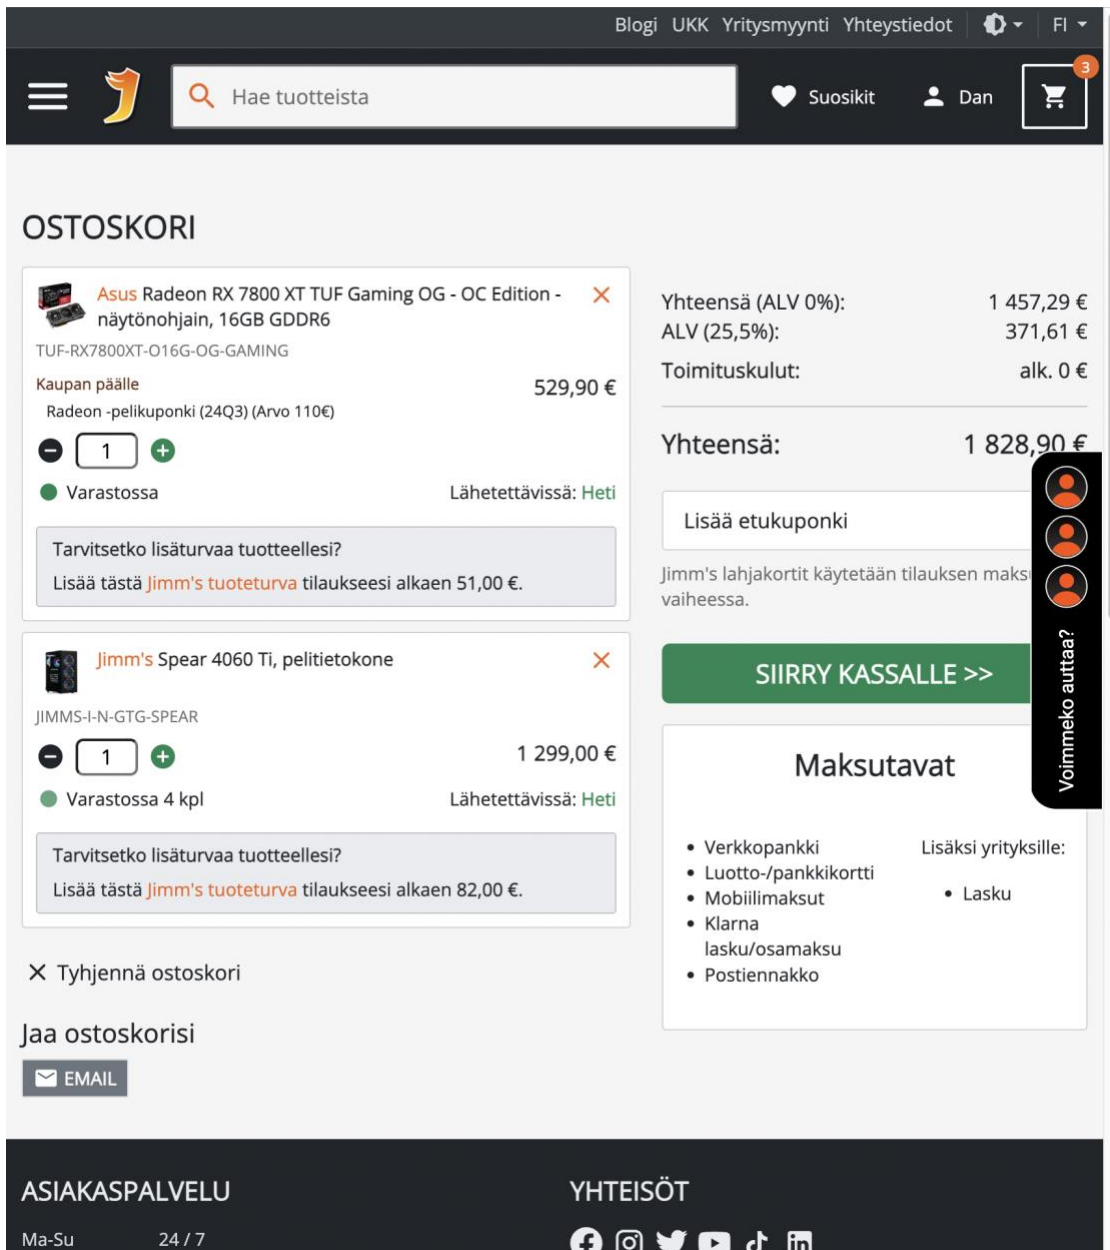 Blogi UKK Yritysmyynti Yhteystiedot FI
Hae tuotteista
Suosikit
Dan
3
OSTOSKORI
Asus Radeon RX 7800 XT TUF Gaming OG - OC Edition -
näytönohjain, 16GB GDDR6
TUF-RX7800XT-O16G-OG-GAMING
Kaupan päälle
529,90 €
Radeon -pelikuponki (24Q3) (Arvo 110€)
1
Varastossa
Lähetettävissä: Heti
Tarvitsetko lisäturvaa tuotteellesi?
Lisää tästä Jimm's tuoteturva tilaukseesi alkaen 51,00 €.
Jimm's Spear 4060 Ti, pelitietokone
JIMMS-I-N-GTG-SPEAR
1
1 299,00 €
Varastossa 4 kpl
Lähetettävissä: Heti
Tarvitsetko lisäturvaa tuotteellesi?
Lisää tästä Jimm's tuoteturva tilaukseesi alkaen 82,00 €.
Tyhjennä ostoskori
Jaa ostoskorisi
EMAIL
Yhteensä (ALV 0%): 1 457,29 €
ALV (25,5%): 371,61 €
Toimituskulut: alk. 0 €
Yhteensä: 1 828,90 €
Lisää etukuponki
Jimm's lahjakortit käytetään tilauksen maksu
vaiheessa.
SIIRRY KASSALLE >>
Voimmeko auttaa?
Maksutavat
Verkkopankki
Luotto-/pankkikortti
Mobiilimaksut
Klarna
lasku/osamaksu
Postiennakko
Lisäksi yrityksille:
Lasku
ASIAKASPALVELU
Ma-Su 24 / 7
YHTEISÖT